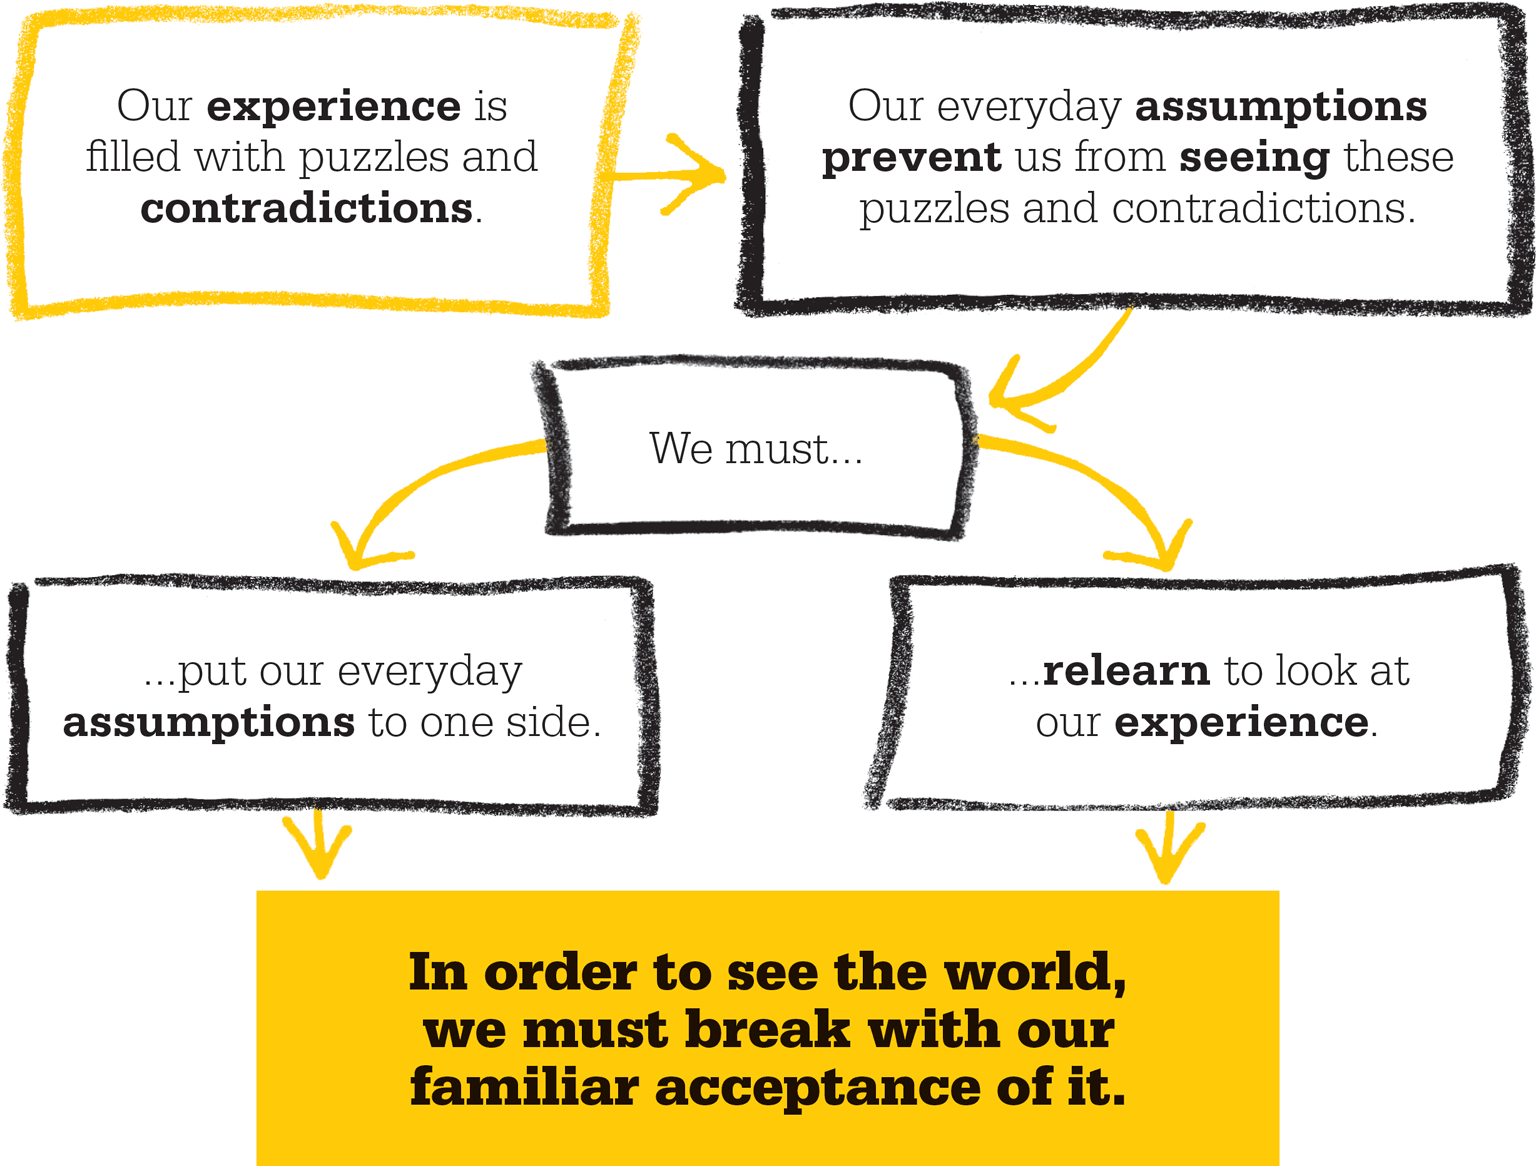 Our experience is
filled with puzzles and
contradictions.
Our everyday assumptions
prevent us from seeing these
puzzles and contradictions.
We must...
...put our everyday
assumptions to one side.
...relearn to look at
our experience.
In order to see the world,
we must break with our
familiar acceptance of it.